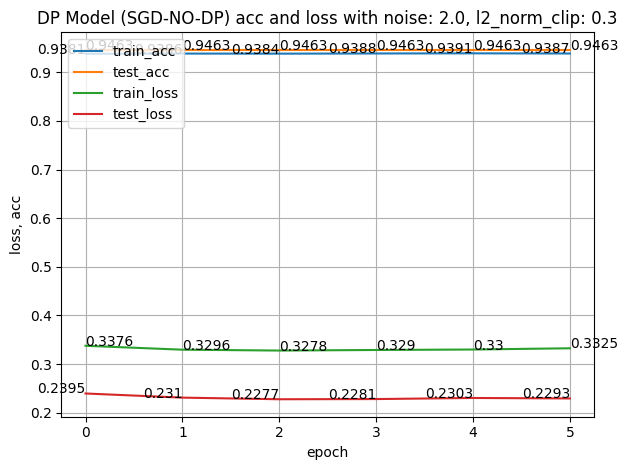 DP Model (SGD-NO-DP) acc and loss with noise: 2.0, l2_norm_clip: 0.3
0.9463 0.9463 0.9463 0.9463 0.9463 0.9463
0.9381 0.9384 0.9388 0.9391 0.9387
train_acc
test_acc
train_loss
test_loss
0.3376 0.3296 0.3278 0.329 0.33 0.3325
0.2395 0.231 0.2277 0.2281 0.2303 0.2293
0.9
0.8
0.7
0.6
0.5
0.4
0.3
0.2
loss, acc
0 1 2 3 4 5
epoch